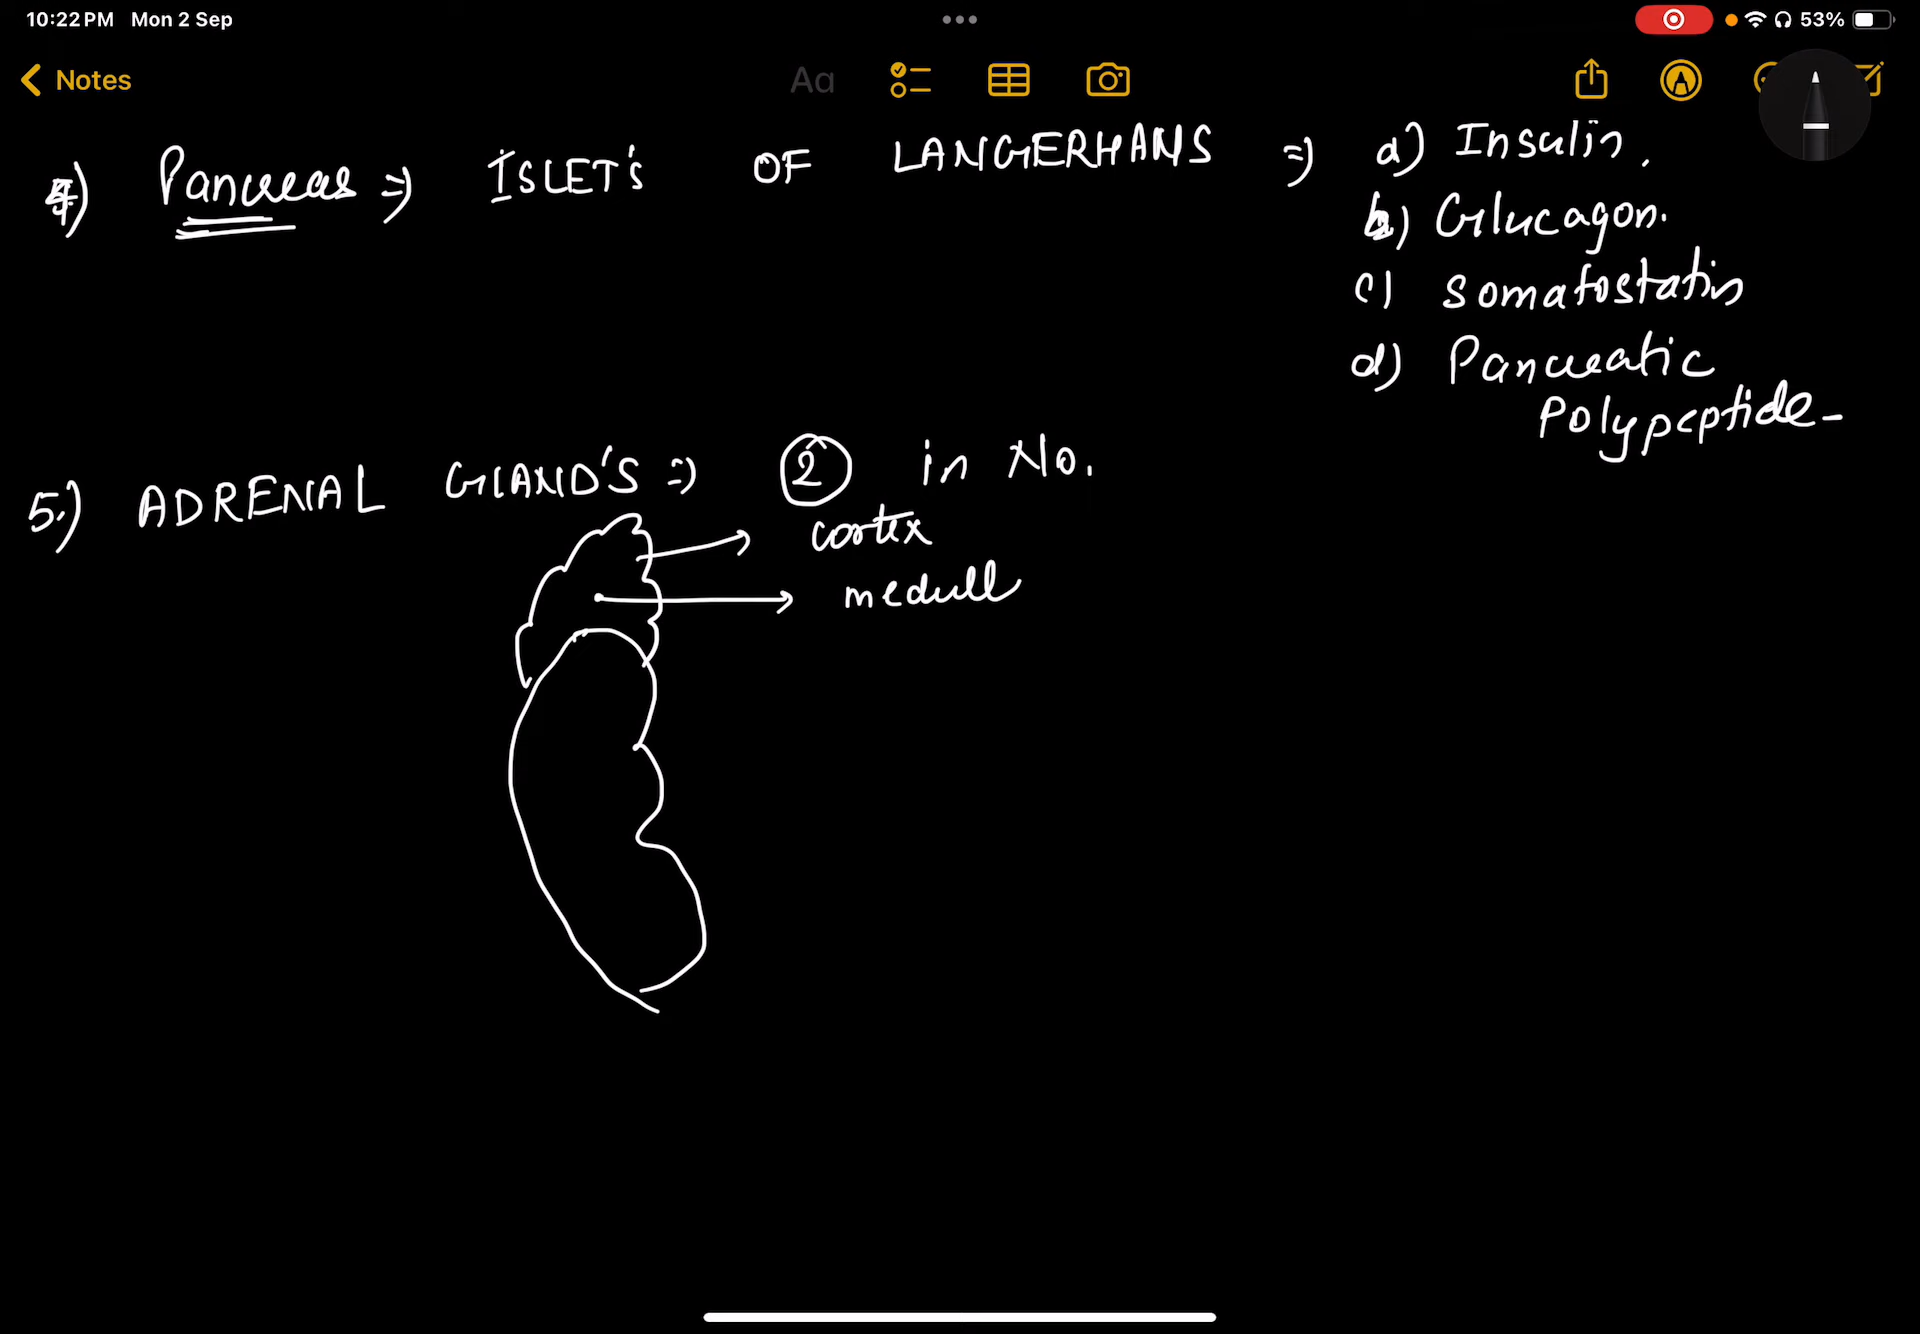 10:22 PM Mon 2 Sep
53%
Notes
Aa
4) Pancreas => ISLET'S OF LANGERHANS => a) Insulin.
b) Glucagon.
c) Somatostatin
d) Pancreatic
Polypeptide-
5.) ADRENAL GLAND'S => 2 in No.
cortex
medull